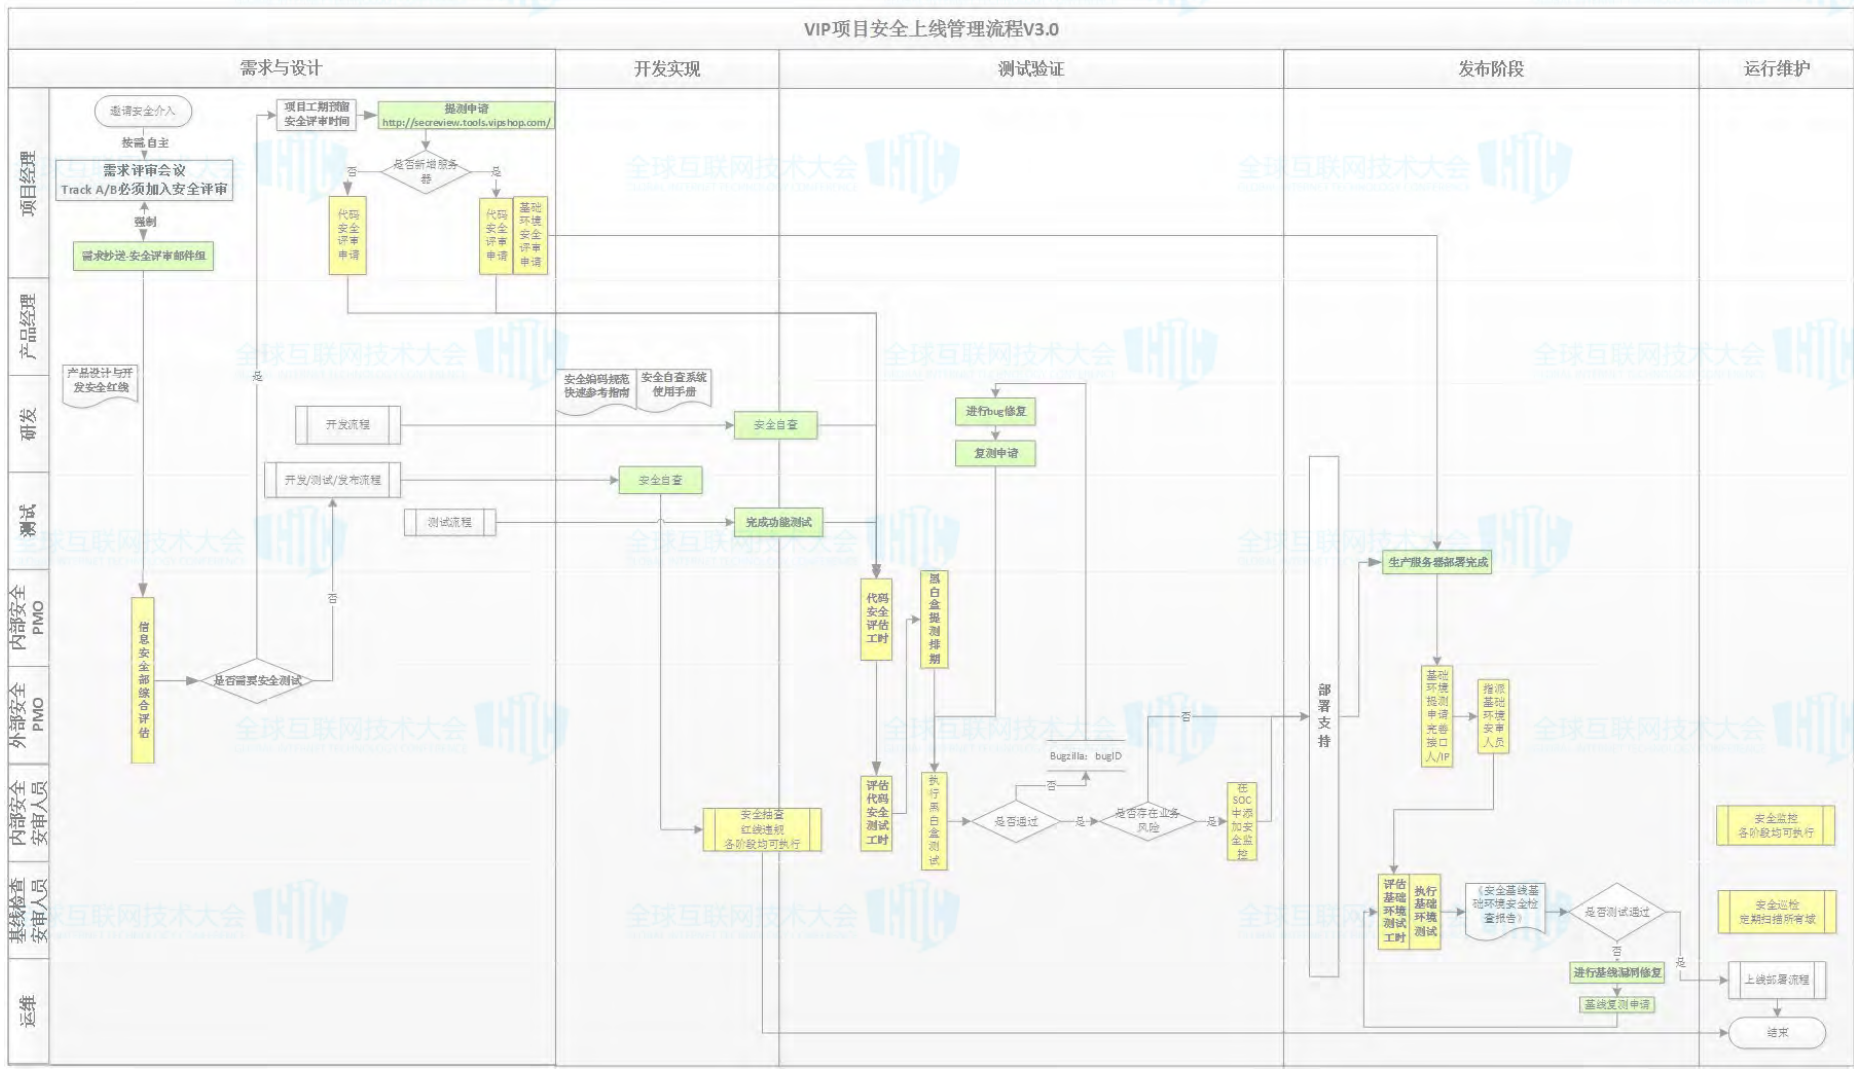 VIP项目安全上线管理流程V3.0
需求与设计
开发实现
测试验证
发布阶段
运行维护
项目经理
产品经理
研发
测试
内部安全
PMO
外部安全
PMO
内部安全
安审人员
基线检查
安审人员
运维
邀请安全介入
按需,自主
需求评审会议
Track A/B必须加入安全评审
强制
需求抄送-安全评审邮件组
产品设计与开
发安全红线
信息安全部综合评估
是否需要安全测试
是
否
项目工期预留
安全评审时间
提测申请
http://secreview.tools.vipshop.com/
是否新增服务
器
否
是
代码
安全
评审
申请
代码
安全
评审
申请
基础
环境
安全
评审
申请
开发流程
开发/测试/发布流程
测试流程
安全编码规范
快速参考指南
安全自查系统
使用手册
安全自查
安全自查
完成功能测试
安全抽查
红线违规
各阶段均可执行
代码
安全
评估
工时
黑白盒提测排期
评估
代码
安全
测试
工时
执行黑白盒测试
进行bug修复
复测申请
Bugzilla：bugID
是否通过
否
是
是否存在业务
风险
否
是
在
SOC
中添
加安
全监
控
部署支持
生产服务器部署完成
基础
环境
提测
申请
完善
接口
人/IP
指派
基础
环境
安审
人员
评估
基础
环境
测试
工时
执行
基础
环境
测试
《安全基线基
础环境安全检
查报告》
是否测试通过
否
是
进行基线漏洞修复
基线复测申请
安全监控
各阶段均可执行
安全巡检
定期扫描所有域
上线部署流程
结束
全球互联网技术大会
GLOBAL INTERNET TECHNOLOGY CONFERENCE